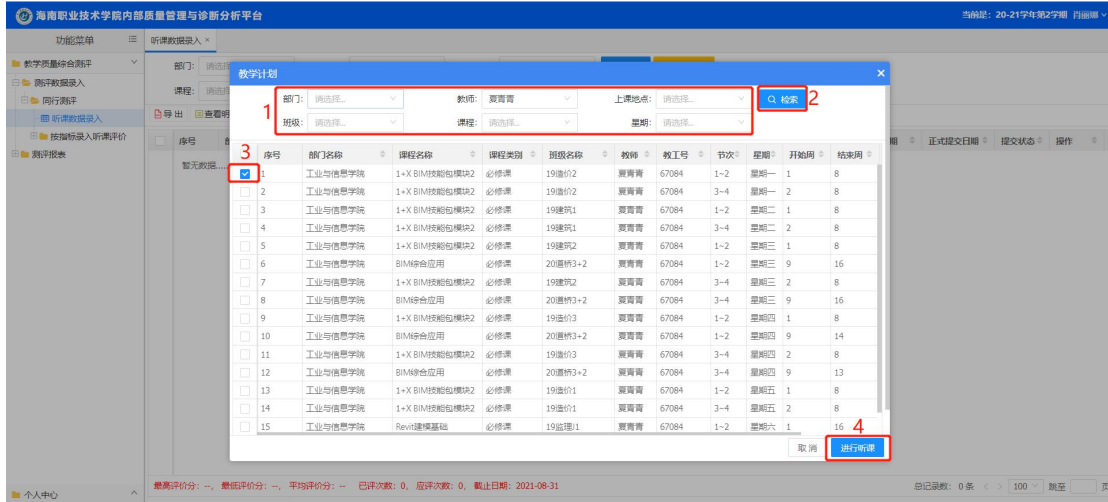 海南职业技术学院内部质量管理与诊断分析平台 当前是: 20-21学年第2学期 肖丽娜
功能菜单 听课数据录入 ×
教学质量综合测评
测评数据录入
同行测评
听课数据录入
按指标录入听课评价
测评报表
个人中心
部门: 请选择
课程: 请选择
导出 查看明
序号 正式提交日期 提交状态 操作
暂无数据...
教学计划 ×
1 部门: 请选择... 教师: 夏青青 上课地点: 请选择... 检索 2
班级: 请选择... 课程: 请选择... 星期: 请选择...
3 序号 部门名称 课程名称 课程类别 班级名称 教师 教工号 节次 星期 开始周 结束周
1 工业与信息学院 1+X BIM技能包模块2 必修课 19造价2 夏青青 67084 1~2 星期一 1 8
2 工业与信息学院 1+X BIM技能包模块2 必修课 19造价2 夏青青 67084 3~4 星期一 2 8
3 工业与信息学院 1+X BIM技能包模块2 必修课 19建筑1 夏青青 67084 1~2 星期二 1 8
4 工业与信息学院 1+X BIM技能包模块2 必修课 19建筑1 夏青青 67084 3~4 星期二 2 8
5 工业与信息学院 1+X BIM技能包模块2 必修课 19建筑2 夏青青 67084 1~2 星期三 1 8
6 工业与信息学院 BIM综合应用 必修课 20道桥3+2 夏青青 67084 1~2 星期三 9 16
7 工业与信息学院 1+X BIM技能包模块2 必修课 19建筑2 夏青青 67084 3~4 星期三 2 8
8 工业与信息学院 BIM综合应用 必修课 20道桥3+2 夏青青 67084 3~4 星期三 9 16
9 工业与信息学院 1+X BIM技能包模块2 必修课 19造价3 夏青青 67084 1~2 星期四 1 8
10 工业与信息学院 BIM综合应用 必修课 20道桥3+2 夏青青 67084 1~2 星期四 9 14
11 工业与信息学院 1+X BIM技能包模块2 必修课 19造价3 夏青青 67084 3~4 星期四 2 8
12 工业与信息学院 BIM综合应用 必修课 20道桥3+2 夏青青 67084 3~4 星期四 9 13
13 工业与信息学院 1+X BIM技能包模块2 必修课 19造价1 夏青青 67084 1~2 星期五 1 8
14 工业与信息学院 1+X BIM技能包模块2 必修课 19造价1 夏青青 67084 3~4 星期五 2 8
15 工业与信息学院 Revit建模基础 必修课 19监理J1 夏青青 67084 1~2 星期六 1 16
4
取消 进行听课
最高评价分: --, 最低评价分: --, 平均评价分: -- 已评次数: 0, 应评次数: 0, 截止日期: 2021-08-31 总记录数: 0条 < > 100 跳至 页